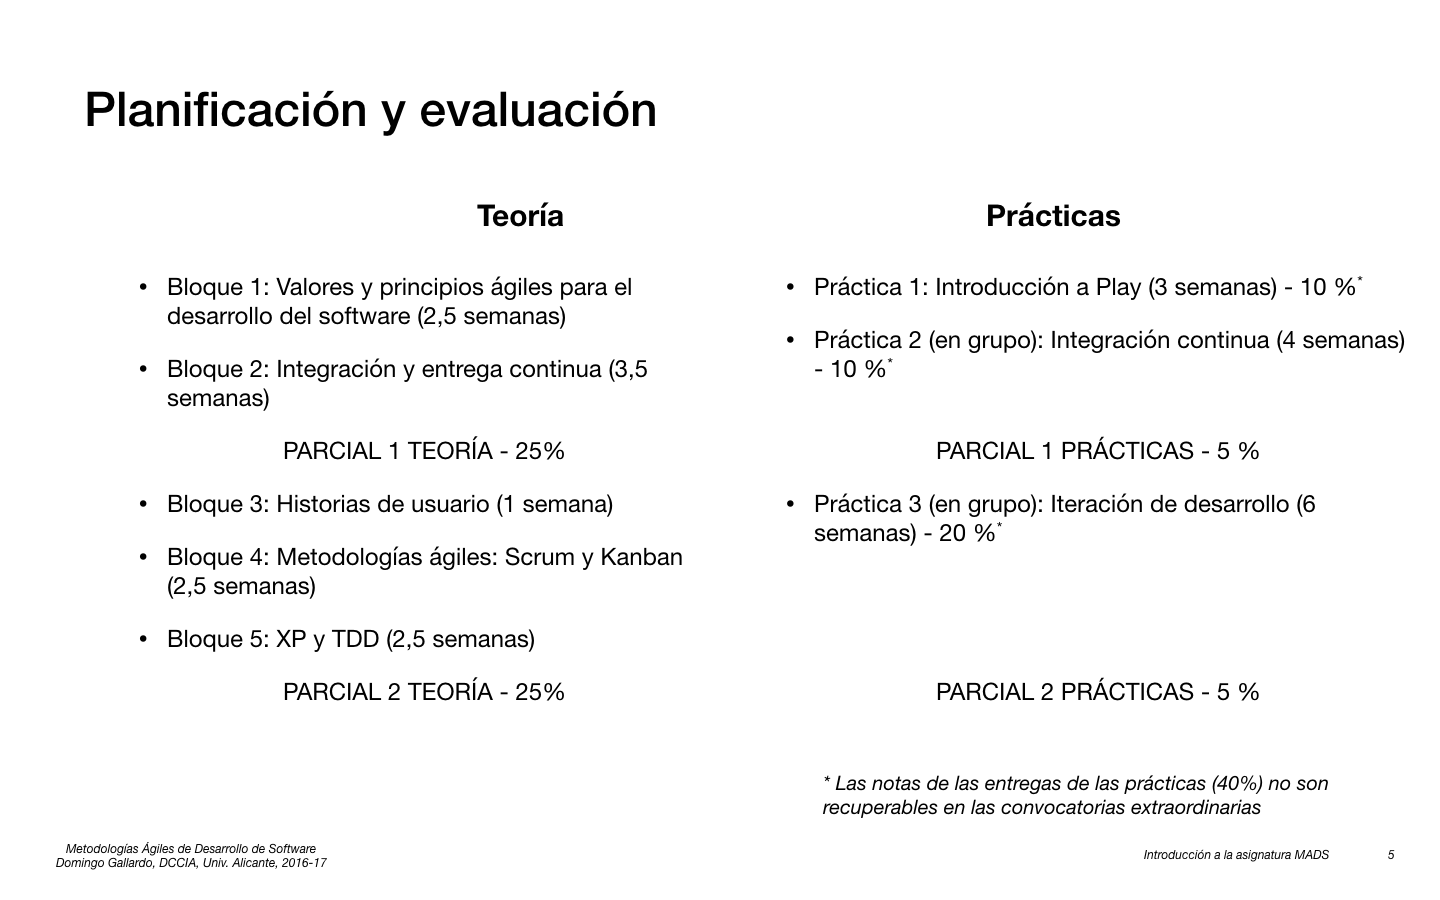 Planificación y evaluación
Teoría
• Bloque 1: Valores y principios ágiles para el
desarrollo del software (2,5 semanas)
• Bloque 2: Integración y entrega continua (3,5
semanas)
PARCIAL 1 TEORÍA - 25%
• Bloque 3: Historias de usuario (1 semana)
• Bloque 4: Metodologías ágiles: Scrum y Kanban
(2,5 semanas)
• Bloque 5: XP y TDD (2,5 semanas)
PARCIAL 2 TEORÍA - 25%
Prácticas
• Práctica 1: Introducción a Play (3 semanas) - 10 %*
• Práctica 2 (en grupo): Integración continua (4 semanas)
- 10 %*
PARCIAL 1 PRÁCTICAS - 5 %
• Práctica 3 (en grupo): Iteración de desarrollo (6
semanas) - 20 %*
PARCIAL 2 PRÁCTICAS - 5 %
* Las notas de las entregas de las prácticas (40%) no son
recuperables en las convocatorias extraordinarias
Metodologías Ágiles de Desarrollo de Software
Domingo Gallardo, DCCIA, Univ. Alicante, 2016-17
Introducción a la asignatura MADS
5